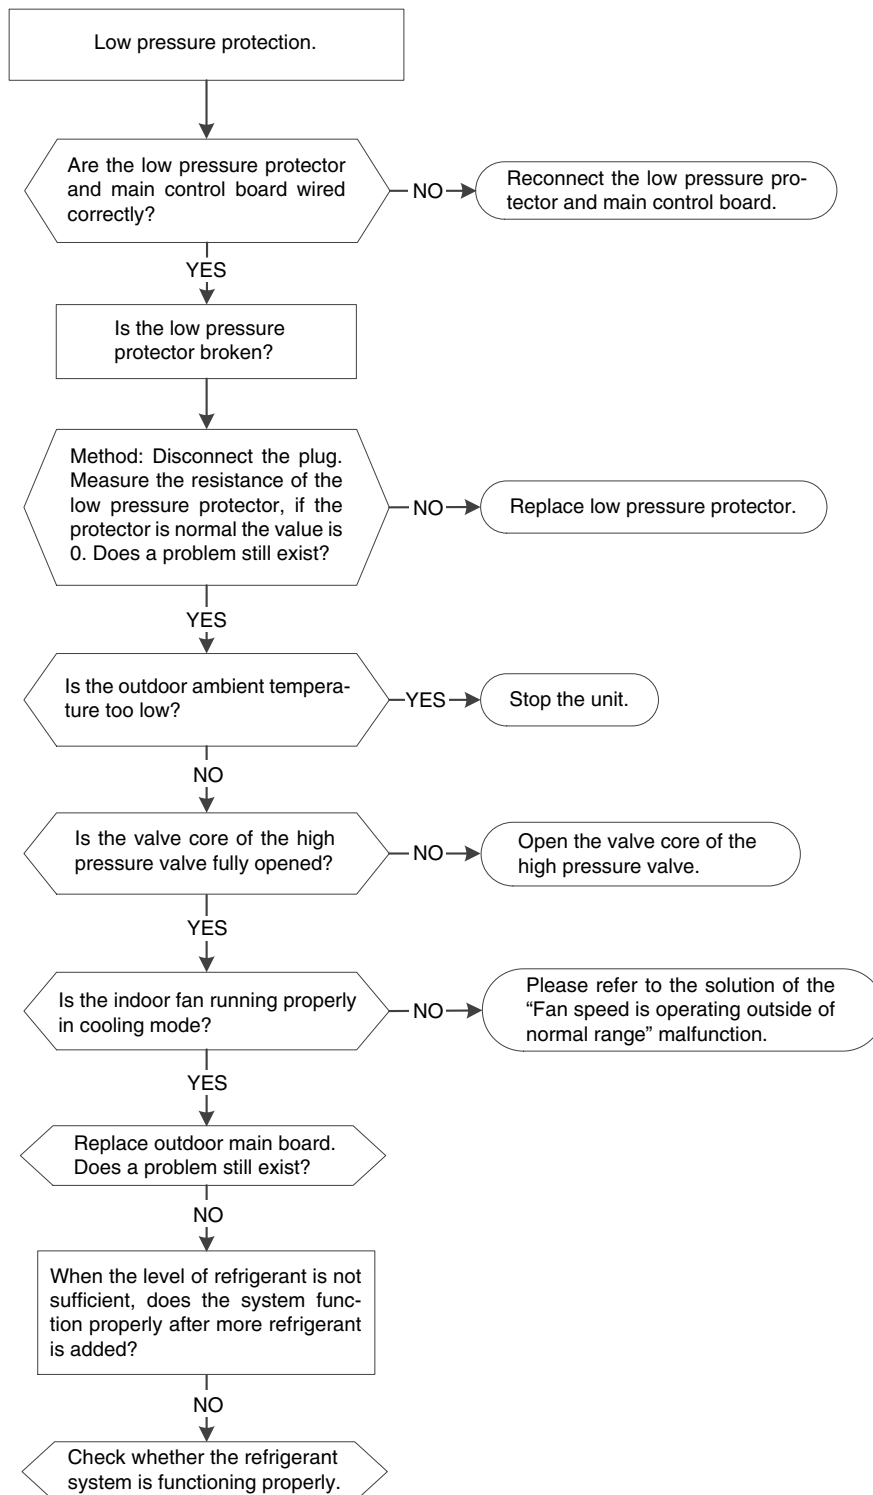 Low pressure protection.
Are the low pressure protector
and main control board wired
correctly?
NO
Reconnect the low pressure pro-
tector and main control board.
YES
Is the low pressure
protector broken?
Method: Disconnect the plug.
Measure the resistance of the
low pressure protector, if the
protector is normal the value is
0. Does a problem still exist?
NO
Replace low pressure protector.
YES
Is the outdoor ambient tempera-
ture too low?
YES
Stop the unit.
NO
Is the valve core of the high
pressure valve fully opened?
NO
Open the valve core of the
high pressure valve.
YES
Is the indoor fan running properly
in cooling mode?
NO
Please refer to the solution of the
“Fan speed is operating outside of
normal range” malfunction.
YES
Replace outdoor main board.
Does a problem still exist?
NO
When the level of refrigerant is not
sufficient, does the system func-
tion properly after more refrigerant
is added?
NO
Check whether the refrigerant
system is functioning properly.